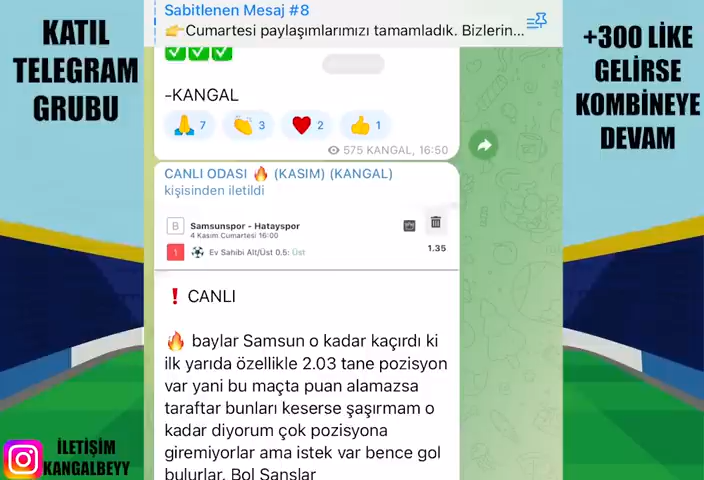 KATIL
TELEGRAM
GRUBU
Sabitlenen Mesaj #8
👉Cumartesi paylaşımlarımızı tamamladık. Bizlerin...
+300 LİKE
GELİRSE
KOMBİNEYE
DEVAM
✅✅✅
-KANGAL
🙏 7 👏 3 ❤️ 2 👍 1
575 KANGAL, 16:50
CANLI ODASI 🔥 (KASIM) (KANGAL)
kişisinden iletildi
B Samsunspor - Hatayspor
4 Kasım Cumartesi 16:00
1 ⚽ Ev Sahibi Alt/Üst 0.5: Üst 1.35
❗ CANLI
🔥 baylar Samsun o kadar kaçırdı ki
ilk yarıda özellikle 2.03 tane pozisyon
var yani bu maçta puan alamazsa
taraftar bunları keserse şaşırmam o
kadar diyorum çok pozisyona
giremiyorlar ama istek var bence gol
bulurlar. Bol Şanslar
İLETİŞİM
KANGALBEYY